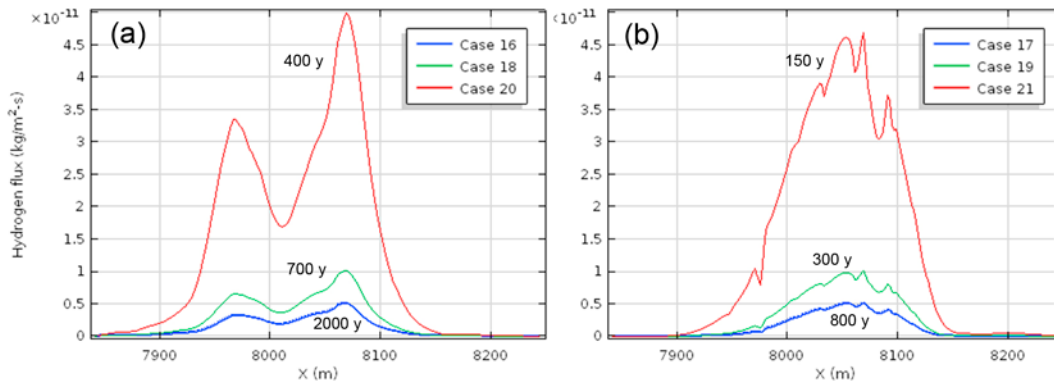 ×10⁻¹¹
(a)
400 y
Case 16
Case 18
Case 20
4.5
4
3.5
3
2.5
2
1.5
1
0.5
0
Hydrogen flux (kg/m²-s)
700 y
2000 y
7900
8000
8100
8200
X (m)
‹10⁻¹¹
(b)
150 y
Case 17
Case 19
Case 21
4.5
4
3.5
3
2.5
2
1.5
1
0.5
0
300 y
800 y
7900
8000
8100
8200
X (m)